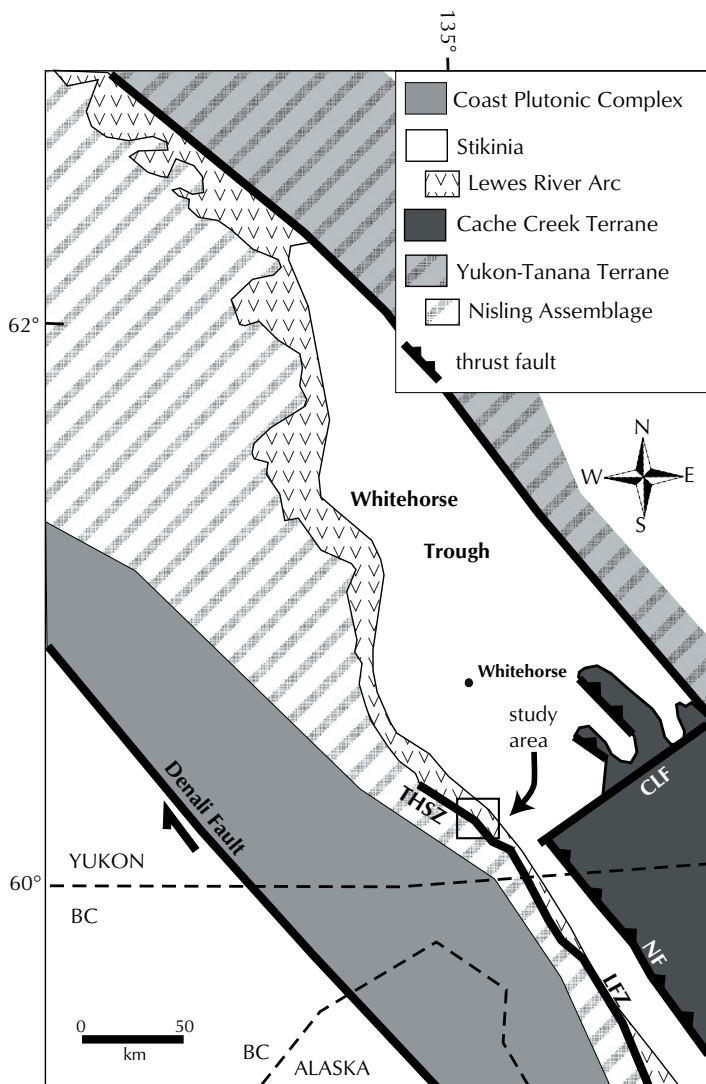 135°
Coast Plutonic Complex
Stikinia
Lewes River Arc
Cache Creek Terrane
Yukon-Tanana Terrane
Nisling Assemblage
thrust fault
62°
N
W
E
S
Whitehorse
Trough
Whitehorse
study
area
THSZ
CLF
Denali Fault
YUKON
60°
BC
NF
LFZ
0 50
km
BC
ALASKA